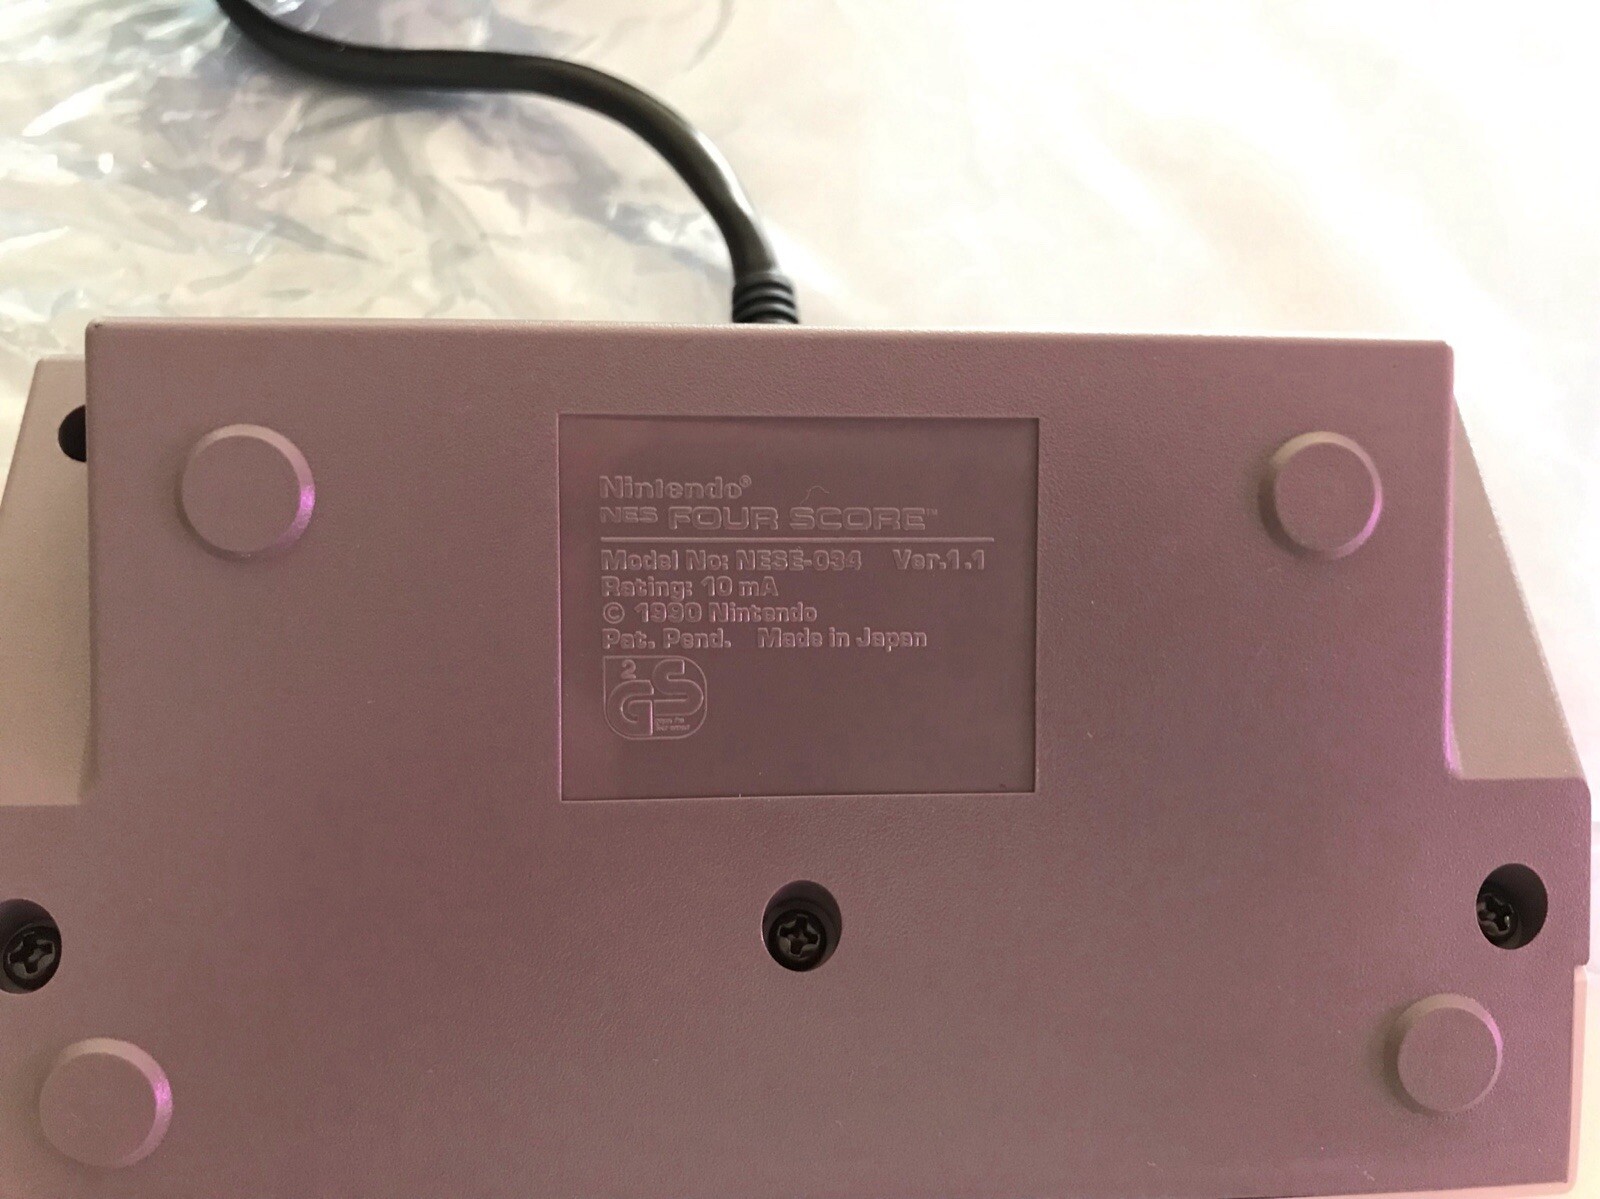 Nintendo®
NES FOUR SCORE™
Model No: NESE-034 Ver.1.1
Rating: 10 mA
© 1990 Nintendo
Pat. Pend. Made in Japan
2
GS